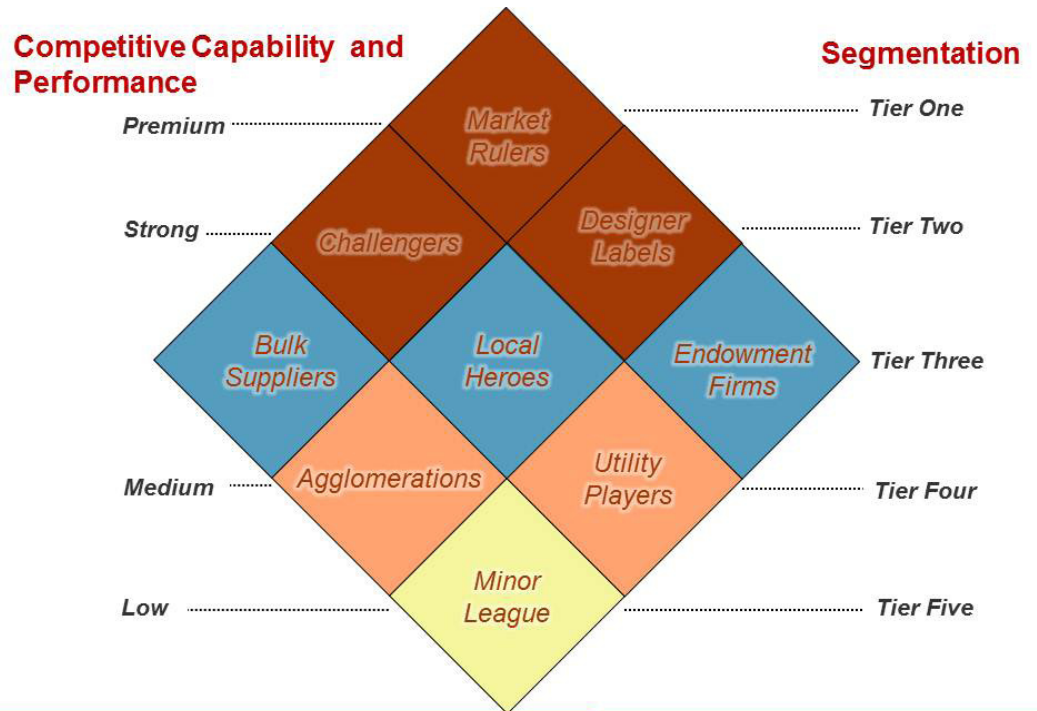 Competitive Capability and
Performance
Segmentation
Premium
Market
Rulers
Tier One
Strong
Challengers
Designer
Labels
Tier Two
Bulk
Suppliers
Local
Heroes
Endowment
Firms
Tier Three
Medium
Agglomerations
Utility
Players
Tier Four
Low
Minor
League
Tier Five